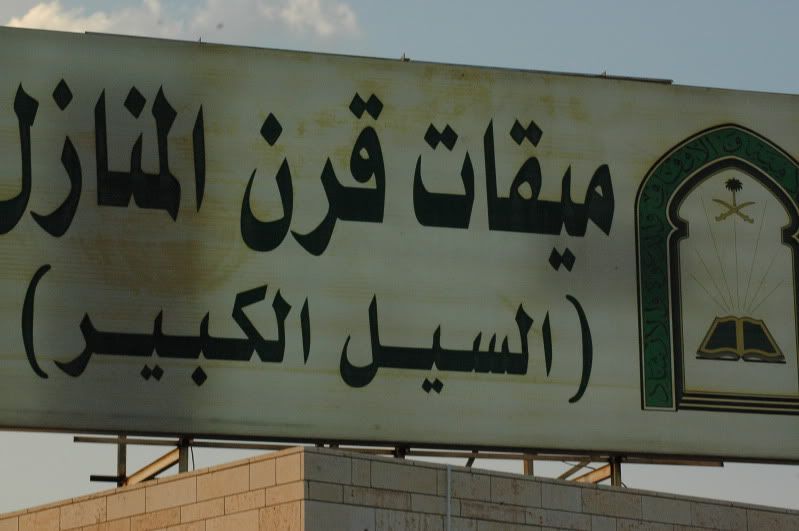 ميقات قرن المنازل
(السيل الكبير)